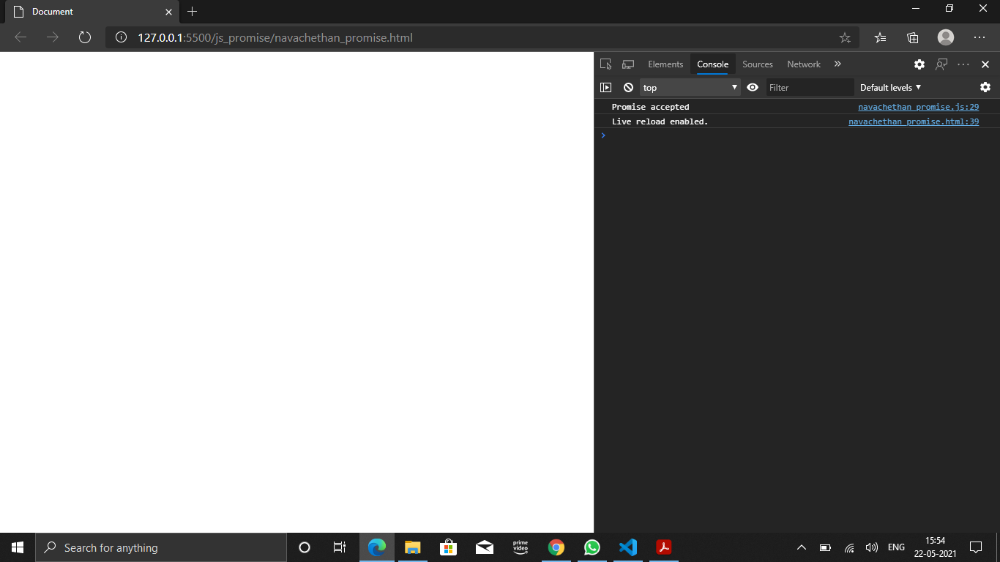 Document
127.0.0.1:5500/js_promise/navachethan_promise.html
Elements Console Sources Network
top Filter Default levels
Promise accepted navachethan_promise.js:29
Live reload enabled. navachethan_promise.html:39
Search for anything
prime
video
ENG
15:54
22-05-2021